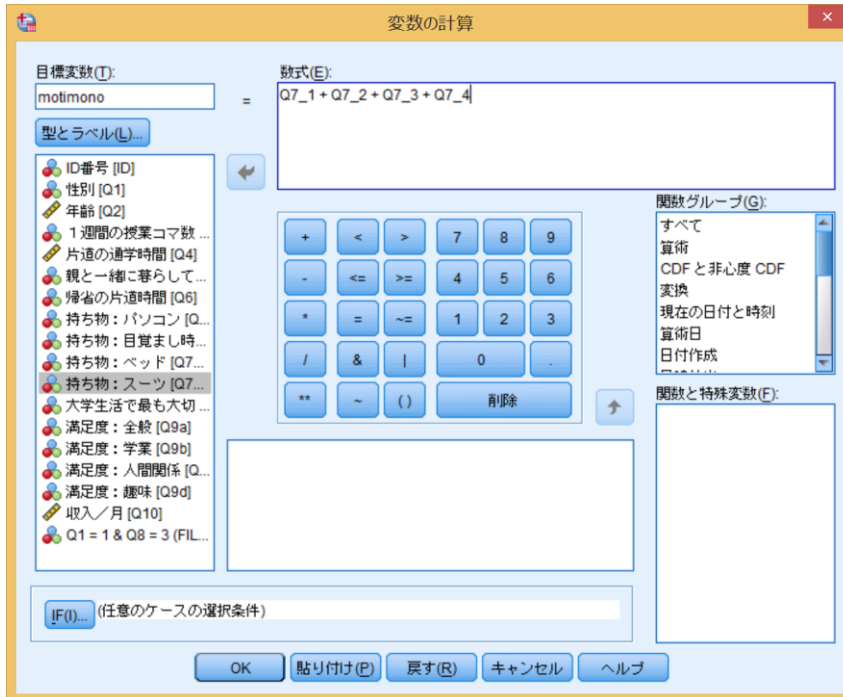 変数の計算
目標変数(T):
motimono
=
数式(E):
Q7_1 + Q7_2 + Q7_3 + Q7_4
型とラベル(L)...
ID番号 [ID]
性別 [Q1]
年齢 [Q2]
１週間の授業コマ数 ...
片道の通学時間 [Q4]
親と一緒に暮らして...
帰省の片道時間 [Q6]
持ち物：パソコン [Q...
持ち物：目覚まし時...
持ち物：ベッド [Q7...
持ち物：スーツ [Q7...
大学生活で最も大切 ...
満足度：全般 [Q9a]
満足度：学業 [Q9b]
満足度：人間関係 [Q...
満足度：趣味 [Q9d]
収入／月 [Q10]
Q1 = 1 & Q8 = 3 (FIL...
+ < > 7 8 9
- <= >= 4 5 6
* = ~= 1 2 3
/ & | 0 .
** ~ ( ) 削除
関数グループ(G):
すべて
算術
CDF と非心度 CDF
変換
現在の日付と時刻
算術日
日付作成
関数と特殊変数(F):
IF(I)... (任意のケースの選択条件)
OK 貼り付け(P) 戻す(R) キャンセル ヘルプ